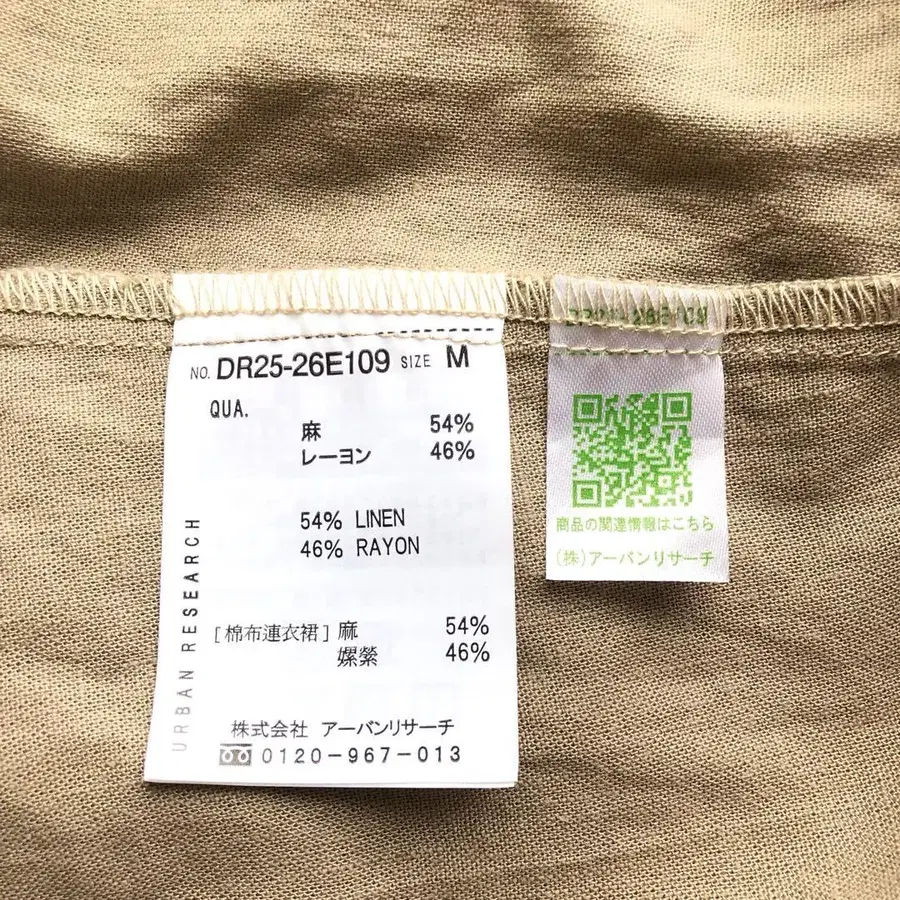 NO. DR25-26E109 SIZE M
QUA.
麻 54%
レーヨン 46%
54% LINEN
46% RAYON
[棉布連衣裙] 麻 54%
嫘縈 46%
URBAN RESEARCH
株式会社 アーバンリサーチ
0120-967-013
商品の関連情報はこちら
(株)アーバンリサーチ